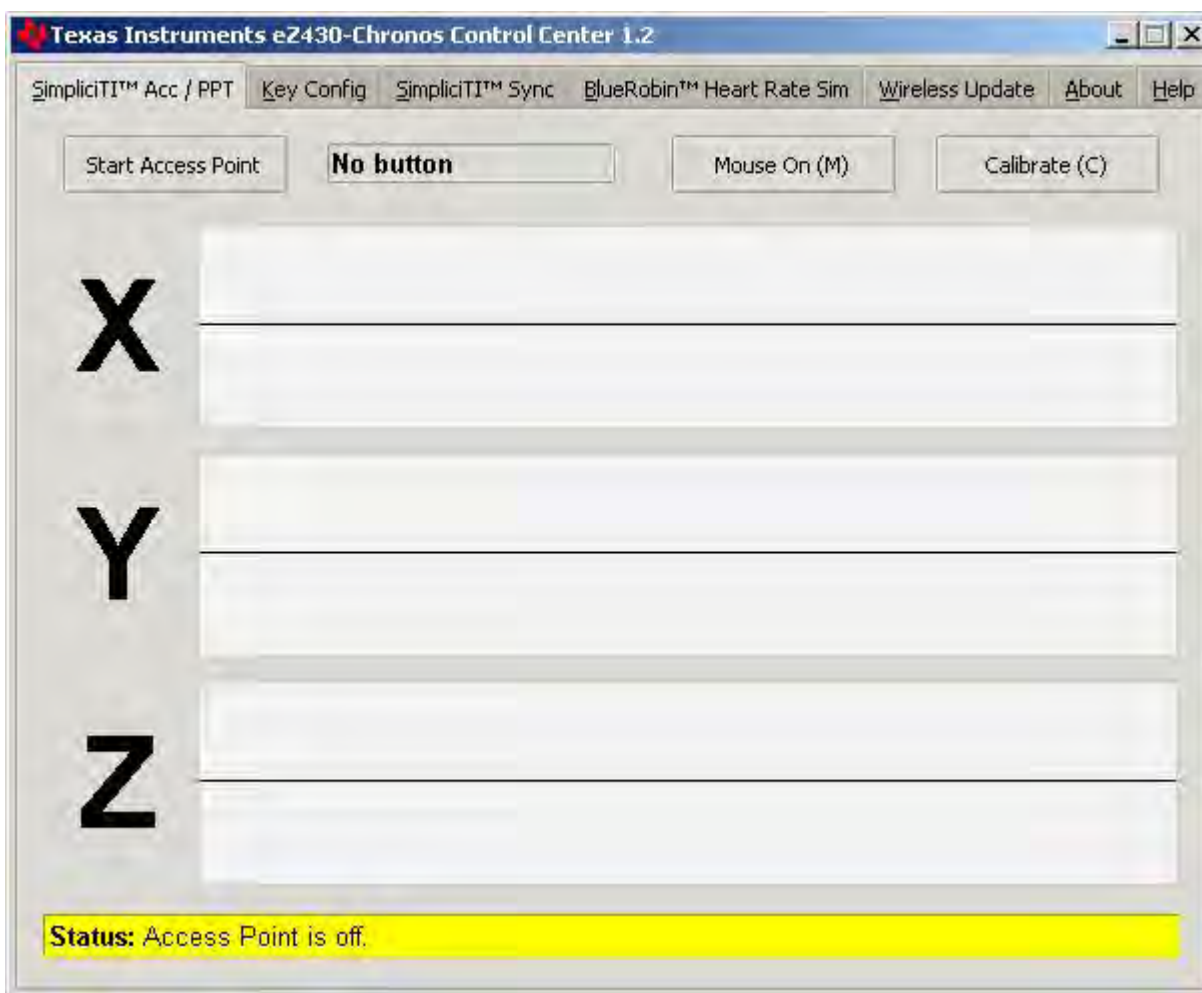 Texas Instruments eZ430-Chronos Control Center 1.2
SimpliciTI™ Acc / PPT Key Config SimpliciTI™ Sync BlueRobin™ Heart Rate Sim Wireless Update About Help
Start Access Point No button Mouse On (M) Calibrate (C)
X
Y
Z
Status: Access Point is off.